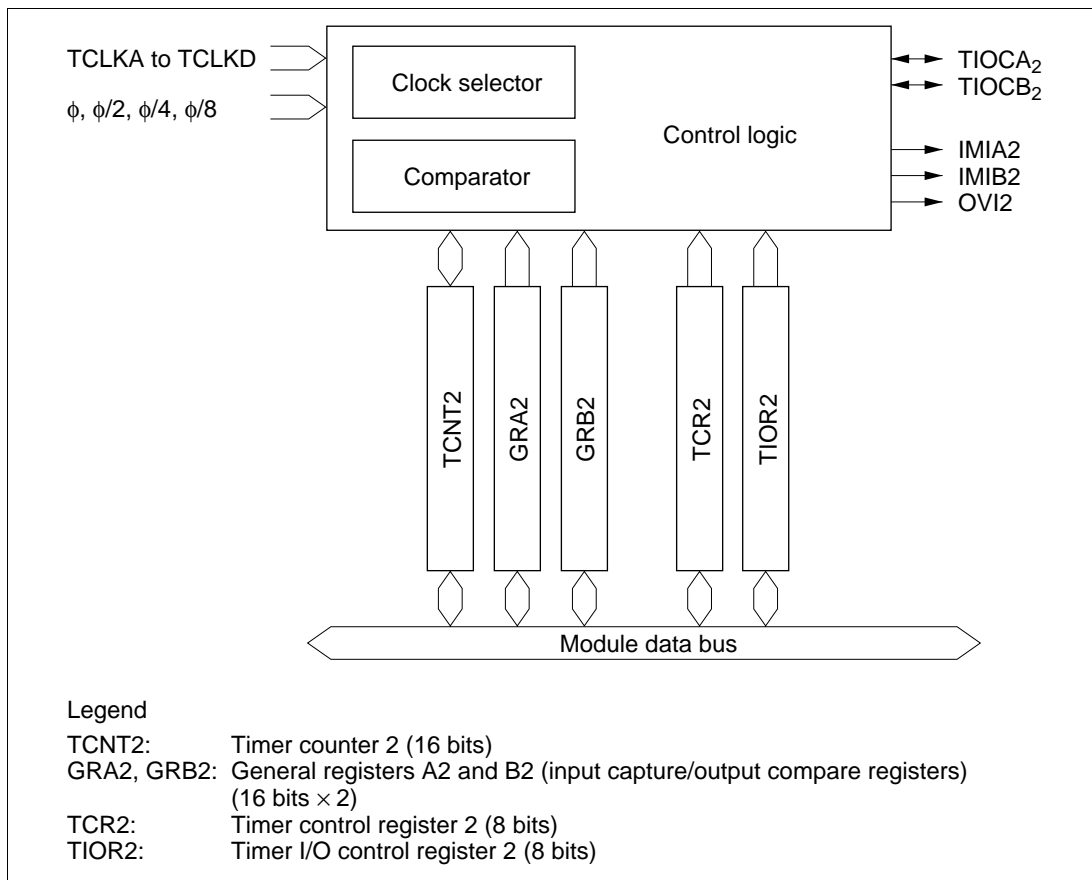 TCLKA to TCLKD
ϕ, ϕ/2, ϕ/4, ϕ/8
Clock selector
Comparator
Control logic
TIOCA2
TIOCB2
IMIA2
IMIB2
OVI2
TCNT2
GRA2
GRB2
TCR2
TIOR2
Module data bus
Legend
TCNT2: Timer counter 2 (16 bits)
GRA2, GRB2: General registers A2 and B2 (input capture/output compare registers)
(16 bits × 2)
TCR2: Timer control register 2 (8 bits)
TIOR2: Timer I/O control register 2 (8 bits)